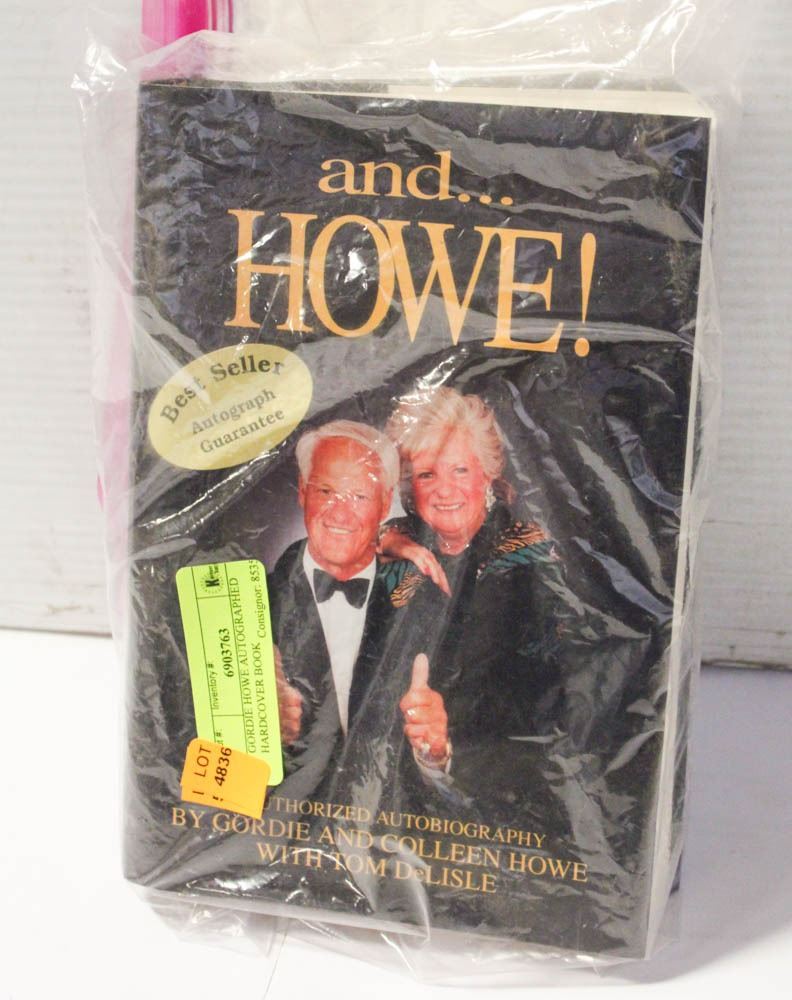 and...
HOWE!
Best Seller
Autograph
Guarantee
Inventory #
6903763
GORDIE HOWE AUTOGRAPHED
HARDCOVER BOOK
Consignor: 853
LOT
4836
AUTHORIZED AUTOBIOGRAPHY
BY GORDIE AND COLLEEN HOWE
WITH TOM DeLISLE